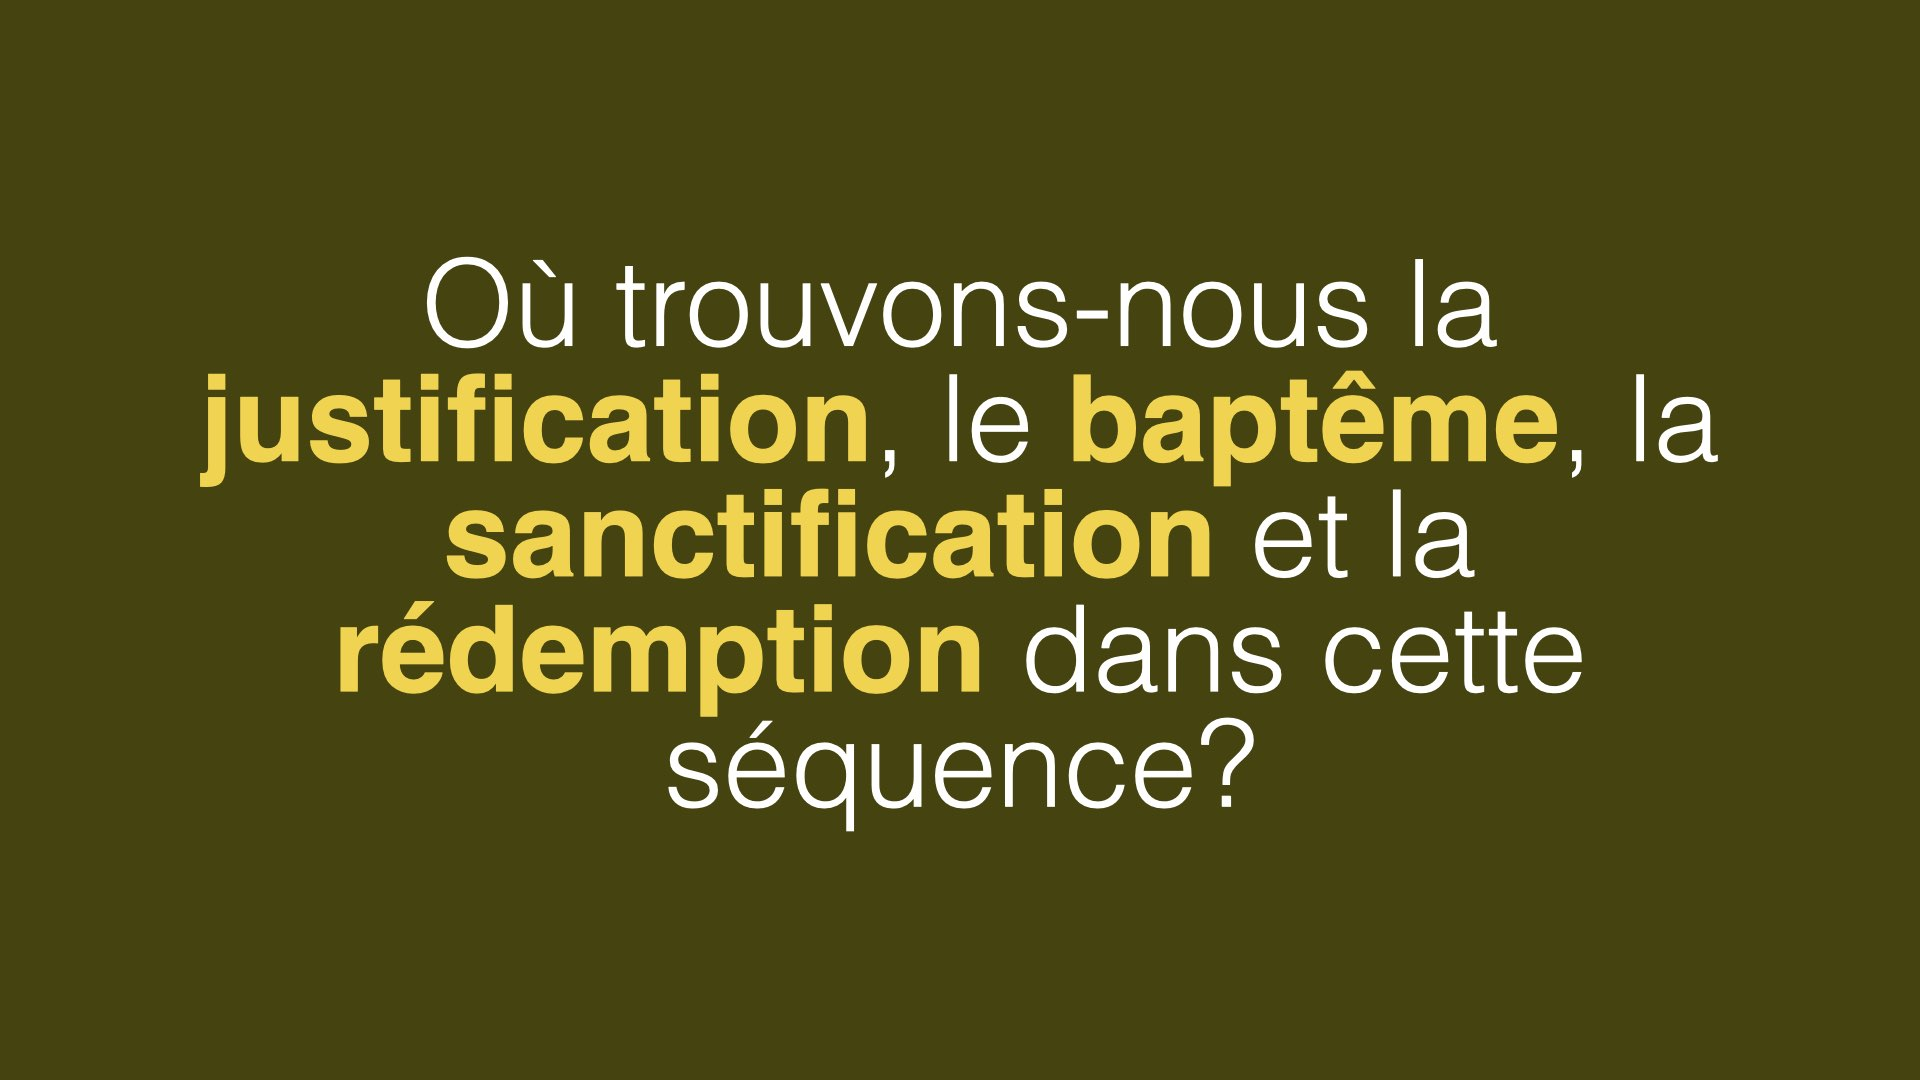 Où trouvons-nous la
justification, le baptême, la
sanctification et la
rédemption dans cette
séquence?